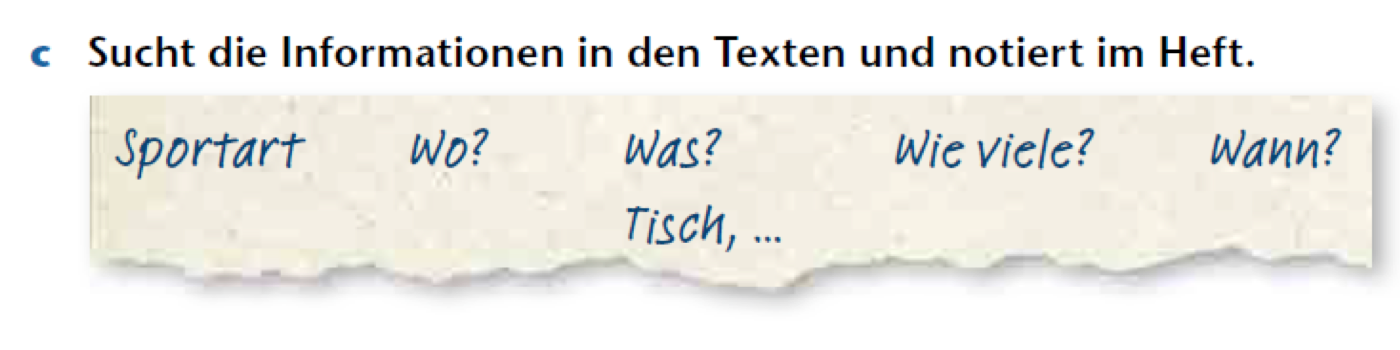 c Sucht die Informationen in den Texten und notiert im Heft.
Sportart Wo? Was? Wie viele? Wann?
Tisch, ...